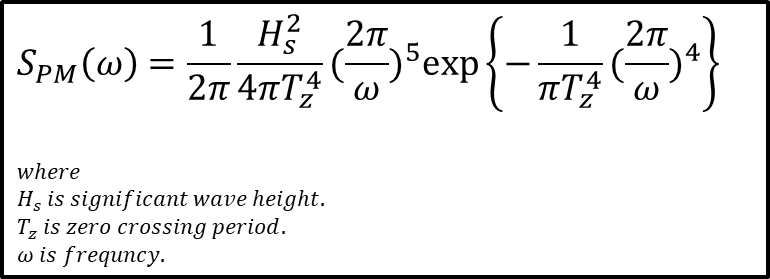 S_PM(ω) = 1/2π H_s^2/4πT_z^4 (2π/ω)^5 exp{−1/πT_z^4 (2π/ω)^4}
where
H_s is significant wave height.
T_z is zero crossing period.
ω is frequncy.